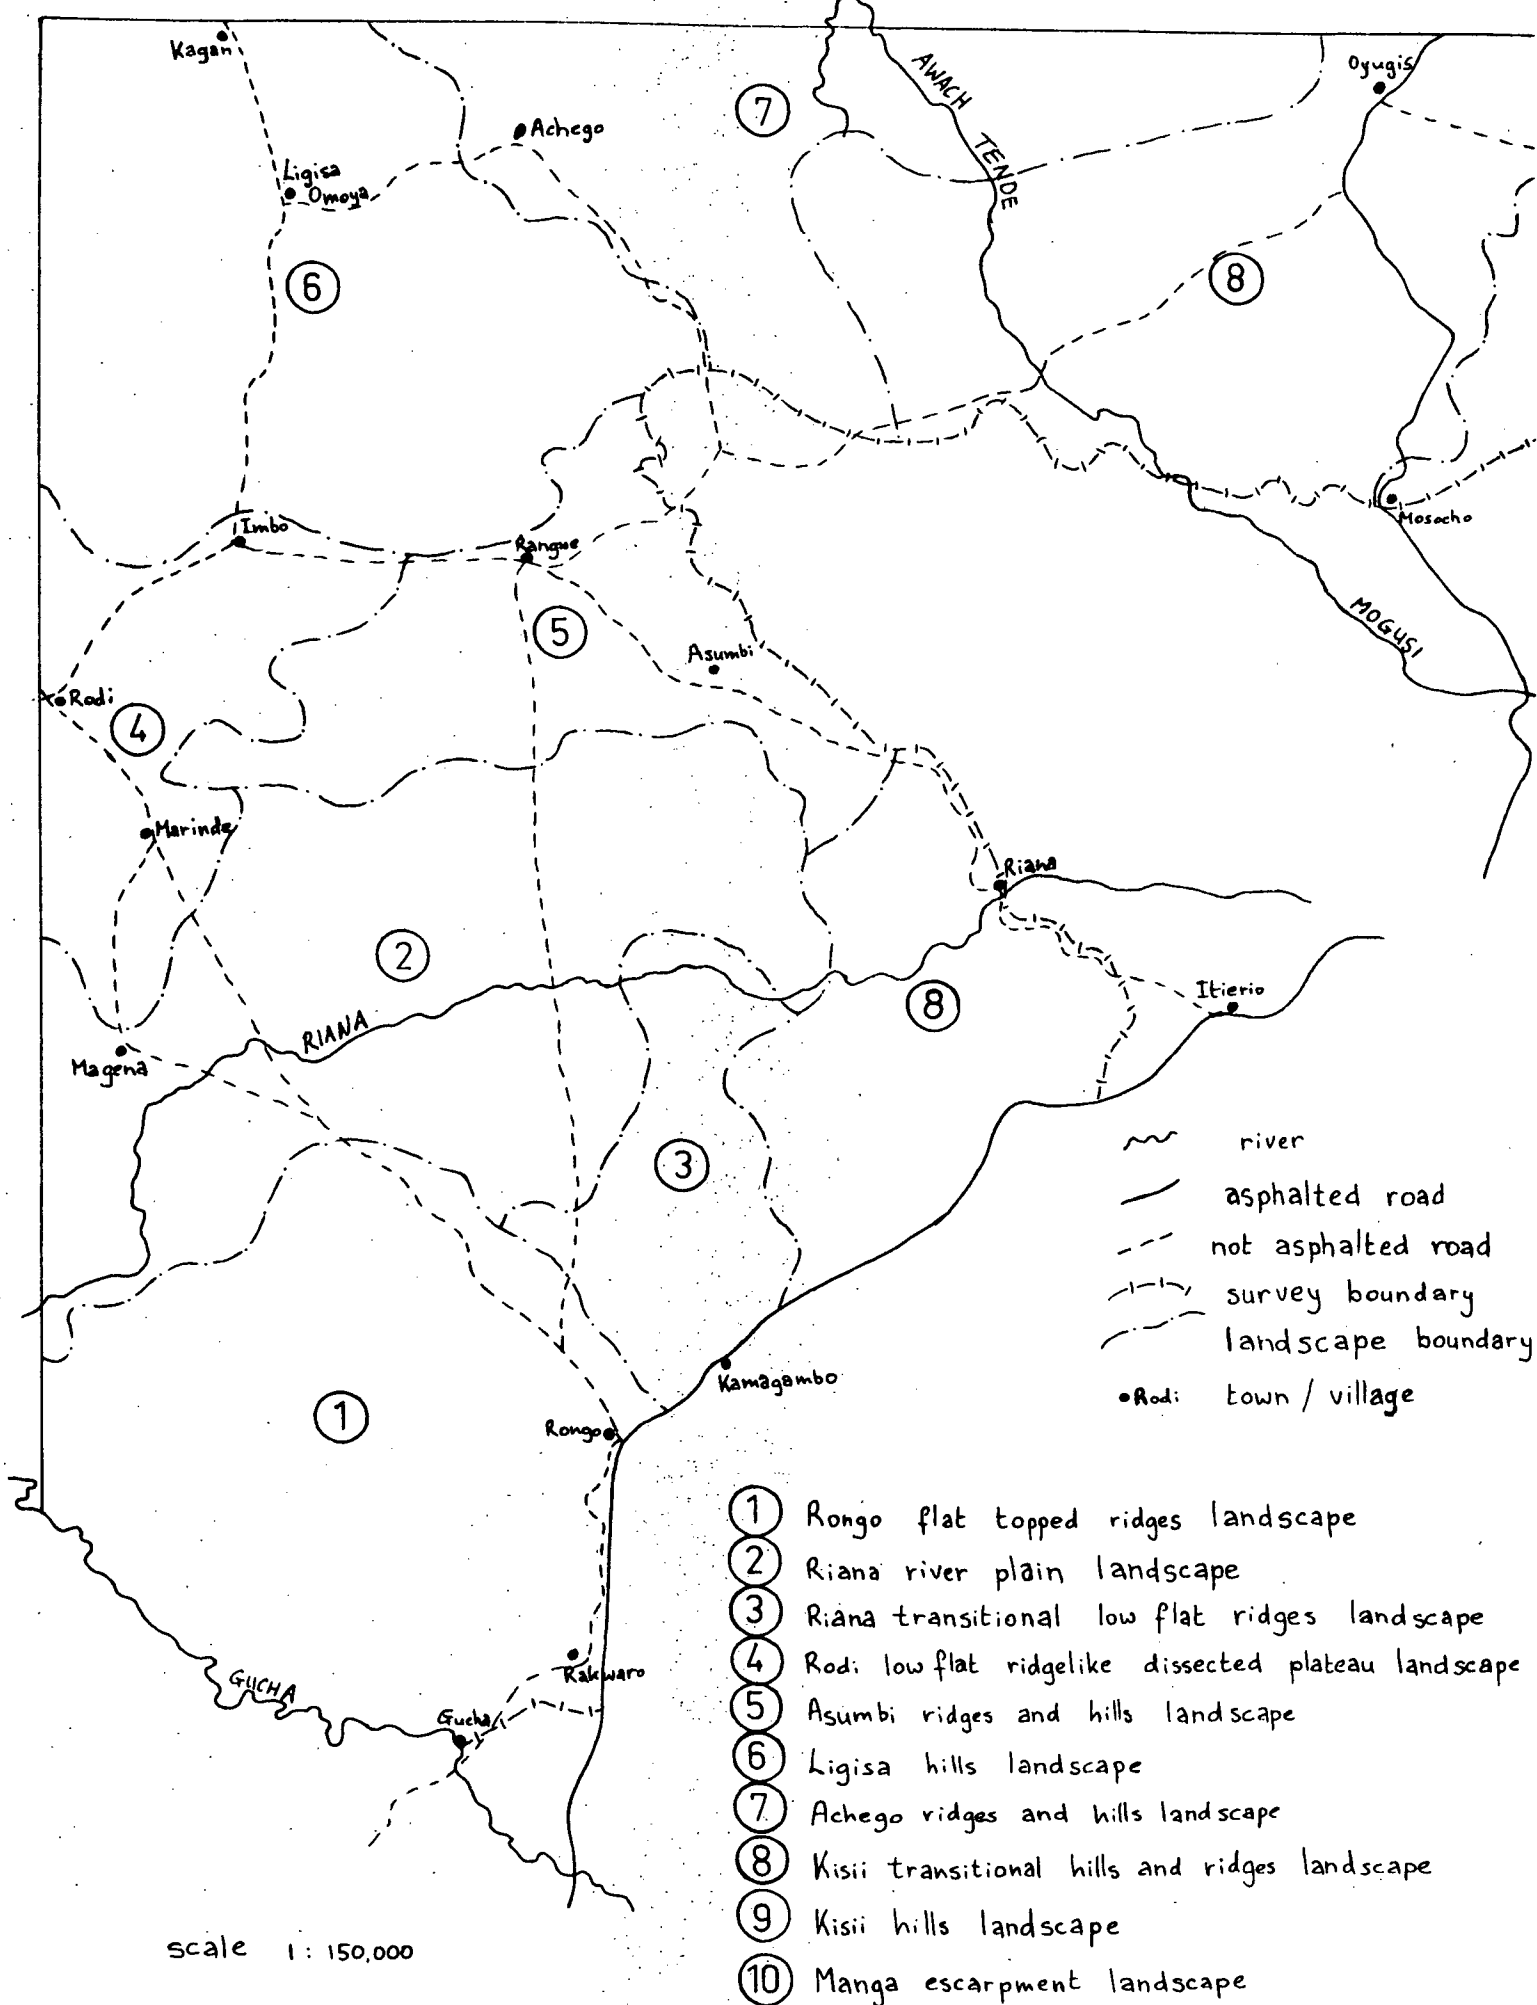 Kagan
Oyugis
AWACH
TENDE
7
Achego
Ligisa
Omoya
6
8
Imbo
Rangwe
Mosocho
5
MOGUSI
Asumbi
Rodi
4
Marinde
Riana
2
8
Itierio
RIANA
Magena
3
river
asphalted road
not asphalted road
survey boundary
landscape boundary
Rodi town / village
Kamagambo
1
Rongo
Rakwaro
GUCHA
Gucha
1 Rongo flat topped ridges landscape
2 Riana river plain landscape
3 Riana transitional low flat ridges landscape
4 Rodi low flat ridgelike dissected plateau landscape
5 Asumbi ridges and hills landscape
6 Ligisa hills landscape
7 Achego ridges and hills landscape
8 Kisii transitional hills and ridges landscape
9 Kisii hills landscape
10 Manga escarpment landscape
scale 1 : 150,000